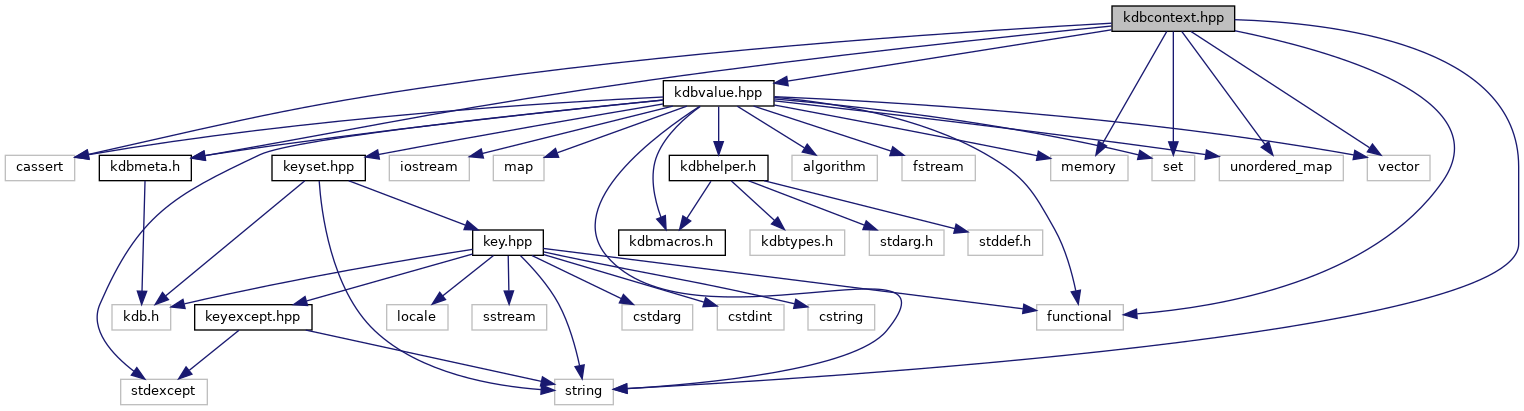 kdbcontext.hpp
kdbvalue.hpp
cassert
kdbmeta.h
keyset.hpp
iostream
map
kdbhelper.h
algorithm
fstream
memory
set
unordered_map
vector
key.hpp
kdbmacros.h
kdbtypes.h
stdarg.h
stddef.h
kdb.h
keyexcept.hpp
locale
sstream
cstdarg
cstdint
cstring
functional
stdexcept
string